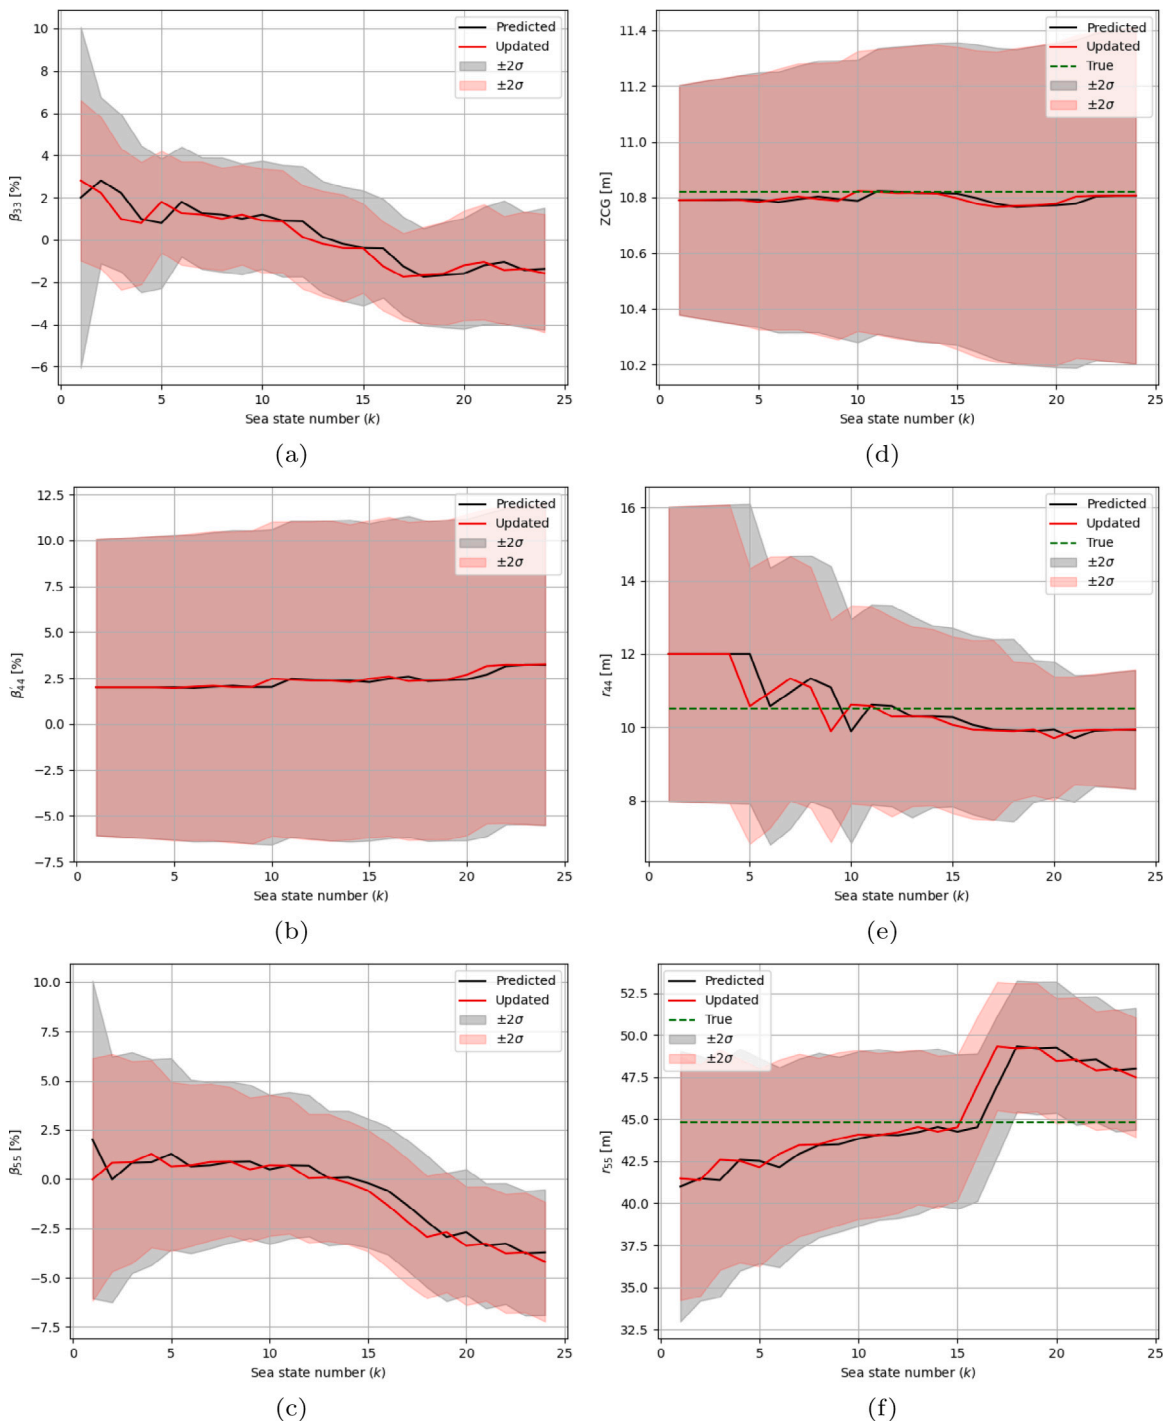 10
8
6
4
2
0
−2
−4
−6
β₃₃ [%]
Predicted
Updated
±2σ
±2σ
0 5 10 15 20 25
Sea state number (k)
(a)
11.4
11.2
11.0
10.8
10.6
10.4
10.2
ZCG [m]
Predicted
Updated
True
±2σ
±2σ
0 5 10 15 20 25
Sea state number (k)
(d)
12.5
10.0
7.5
5.0
2.5
0.0
−2.5
−5.0
−7.5
β′₄₄ [%]
Predicted
Updated
±2σ
±2σ
0 5 10 15 20 25
Sea state number (k)
(b)
16
14
12
10
8
r₄₄ [m]
Predicted
Updated
True
±2σ
±2σ
0 5 10 15 20 25
Sea state number (k)
(e)
10.0
7.5
5.0
2.5
0.0
−2.5
−5.0
−7.5
β₅₅ [%]
Predicted
Updated
±2σ
±2σ
0 5 10 15 20 25
Sea state number (k)
(c)
52.5
50.0
47.5
45.0
42.5
40.0
37.5
35.0
32.5
r₅₅ [m]
Predicted
Updated
True
±2σ
±2σ
0 5 10 15 20 25
Sea state number (k)
(f)